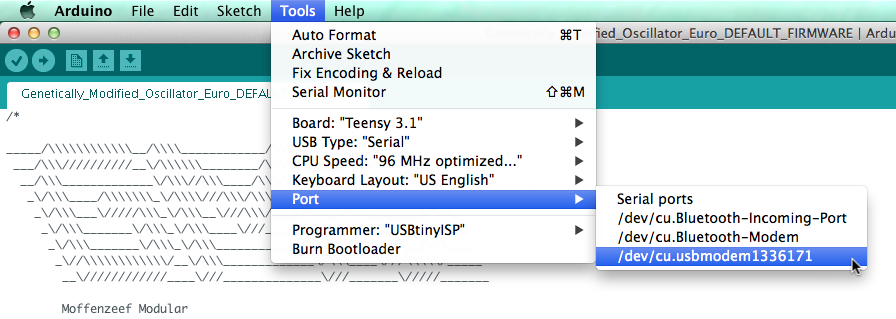 Arduino File Edit Sketch Tools Help
ied_Oscillator_Euro_DEFAULT_FIRMWARE | Ardu
Genetically_Modified_Oscillator_Euro_DEFA
/*
Auto Format ⌘T
Archive Sketch
Fix Encoding & Reload
Serial Monitor ⇧⌘M
Board: "Teensy 3.1"
USB Type: "Serial"
CPU Speed: "96 MHz optimized..."
Keyboard Layout: "US English"
Port
Programmer: "USBtinyISP"
Burn Bootloader
Serial ports
/dev/cu.Bluetooth-Incoming-Port
/dev/cu.Bluetooth-Modem
/dev/cu.usbmodem1336171
Moffenzeef Modular